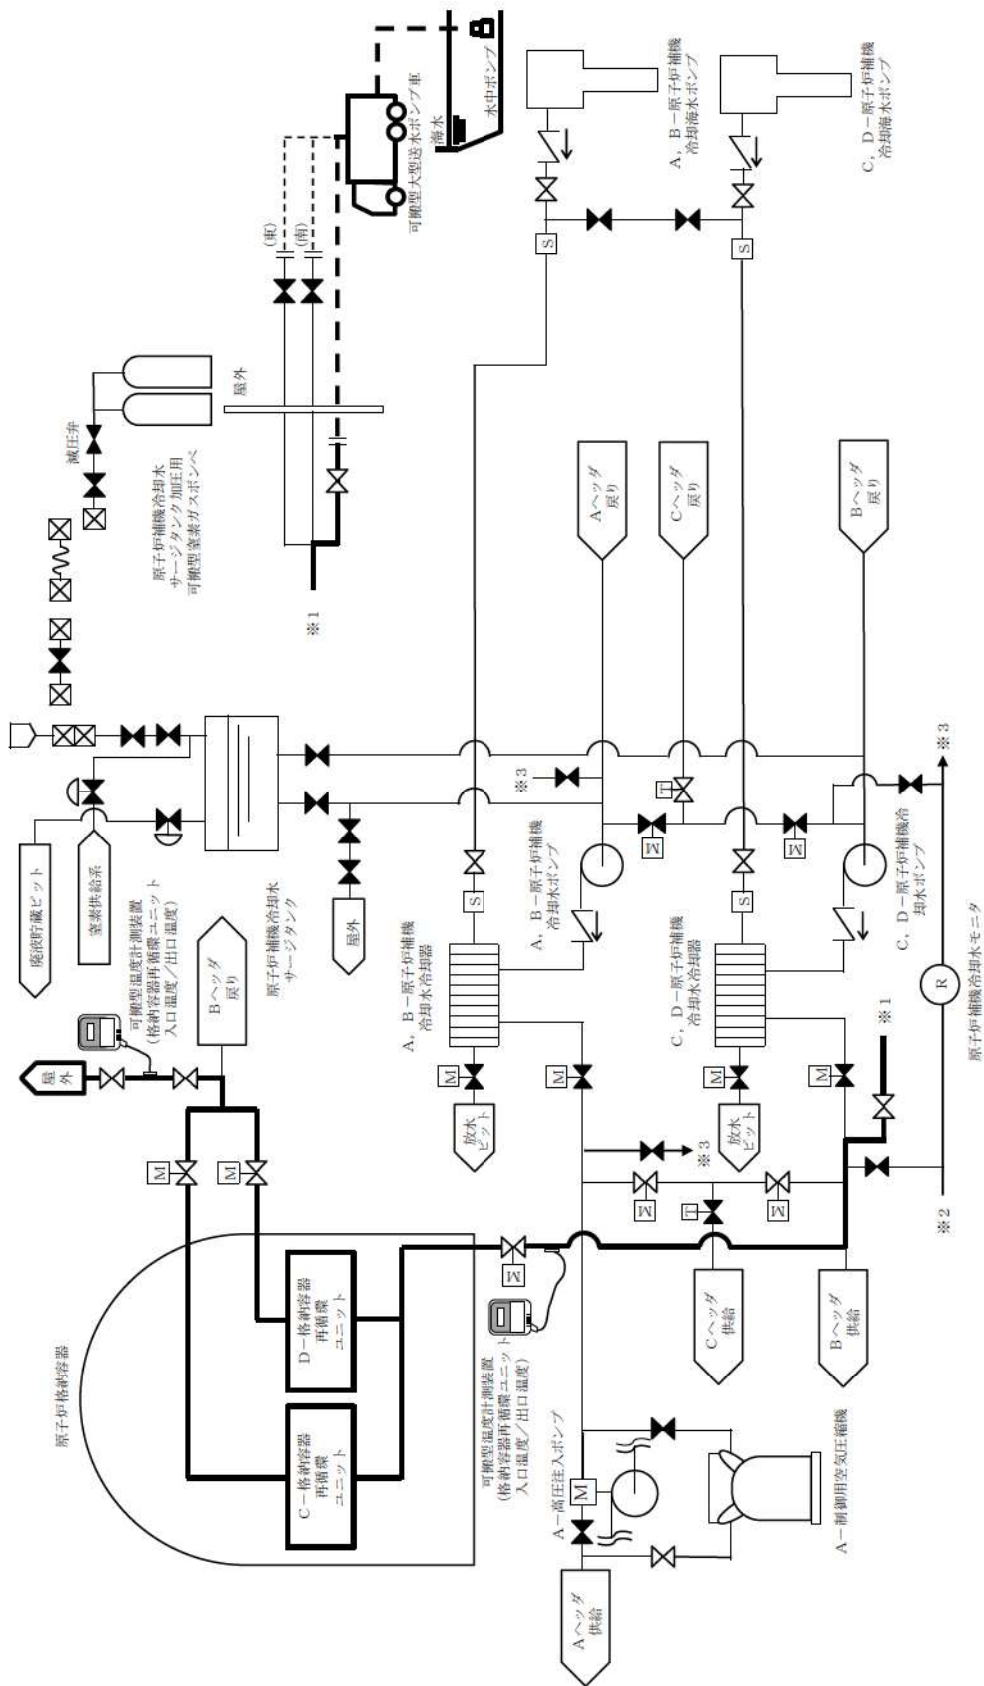 原子炉格納容器
C－格納容器
再循環
ユニット
D－格納容器
再循環
ユニット
M
M
屋外
可搬型温度計測装置
(格納容器再循環ユニット
入口温度／出口温度)
Bヘッダ
戻り
廃液貯蔵ピット
窒素供給系
原子炉補機冷却水
サージタンク
屋外
減圧弁
原子炉補機冷却水
サージタンク加圧用
可搬型窒素ガスボンベ
屋外
※1
(東)
(南)
可搬型大型送水ポンプ車
海水
水中ポンプ
M
可搬型温度計測装置
(格納容器再循環ユニット
入口温度／出口温度)
放水
ピット
M
A，B－原子炉補機
冷却水冷却器
S
S
A，B－原子炉補機
冷却海水ポンプ
M
A，B－原子炉補機
冷却水ポンプ
※3
Aヘッダ
戻り
Cヘッダ
戻り
Bヘッダ
戻り
T
M
M
放水
ピット
M
C，D－原子炉補機
冷却水冷却器
S
S
C，D－原子炉補機
冷却海水ポンプ
M
C，D－原子炉補機冷
却水ポンプ
※3
M
T
M
※1
Aヘッダ
供給
A－高圧注入ポンプ
M
A－制御用空気圧縮機
Cヘッダ
供給
Bヘッダ
供給
※2
R
原子炉補機冷却水モニタ
※3